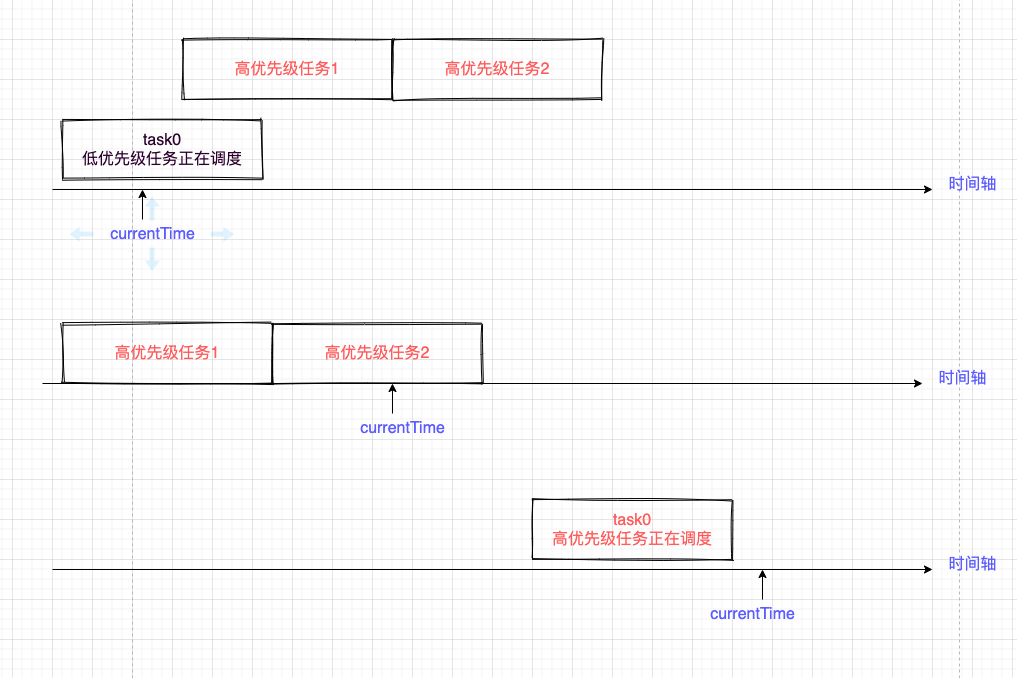 高优先级任务1
高优先级任务2
task0
低优先级任务正在调度
时间轴
currentTime
高优先级任务1
高优先级任务2
时间轴
currentTime
task0
高优先级任务正在调度
时间轴
currentTime